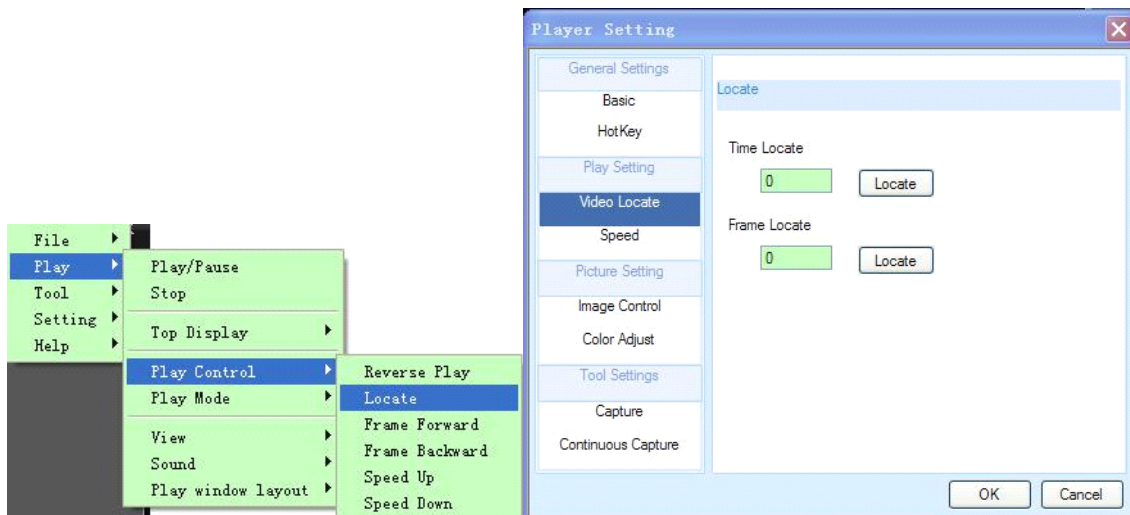 File
Play
Tool
Setting
Help
Play/Pause
Stop
Top Display
Play Control
Play Mode
View
Sound
Play window layout
Reverse Play
Locate
Frame Forward
Frame Backward
Speed Up
Speed Down
Player Setting
General Settings
Basic
HotKey
Play Setting
Video Locate
Speed
Picture Setting
Image Control
Color Adjust
Tool Settings
Capture
Continuous Capture
Locate
Time Locate
0 Locate
Frame Locate
0 Locate
OK Cancel